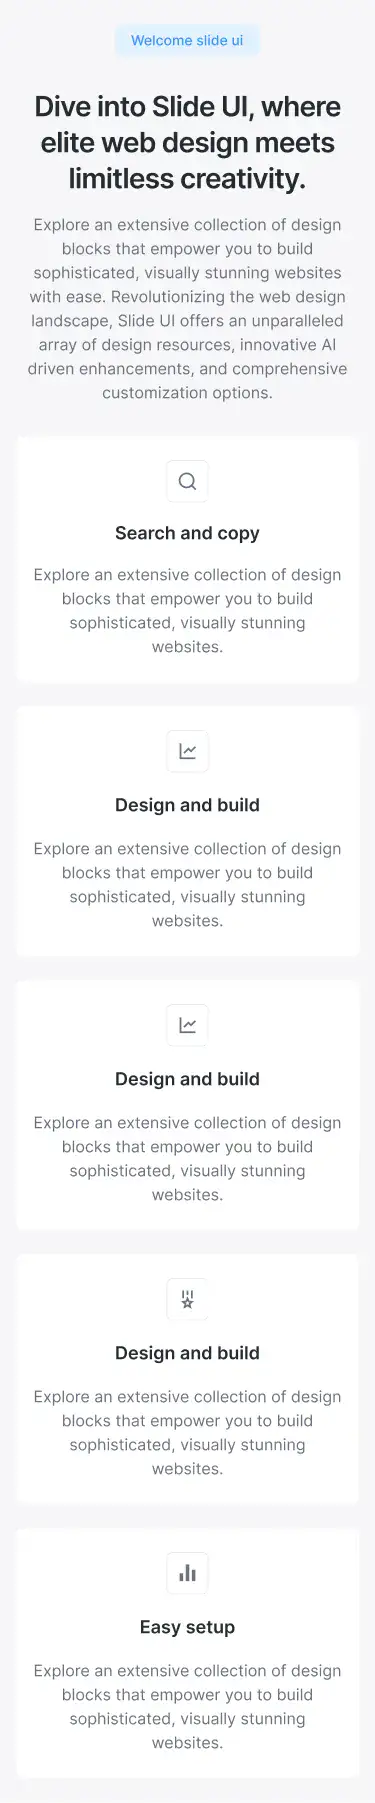 Welcome slide ui
Dive into Slide UI, where
elite web design meets
limitless creativity.
Explore an extensive collection of design
blocks that empower you to build
sophisticated, visually stunning websites
with ease. Revolutionizing the web design
landscape, Slide UI offers an unparalleled
array of design resources, innovative AI
driven enhancements, and comprehensive
customization options.
Search and copy
Explore an extensive collection of design
blocks that empower you to build
sophisticated, visually stunning
websites.
Design and build
Explore an extensive collection of design
blocks that empower you to build
sophisticated, visually stunning
websites.
Design and build
Explore an extensive collection of design
blocks that empower you to build
sophisticated, visually stunning
websites.
Design and build
Explore an extensive collection of design
blocks that empower you to build
sophisticated, visually stunning
websites.
Easy setup
Explore an extensive collection of design
blocks that empower you to build
sophisticated, visually stunning
websites.